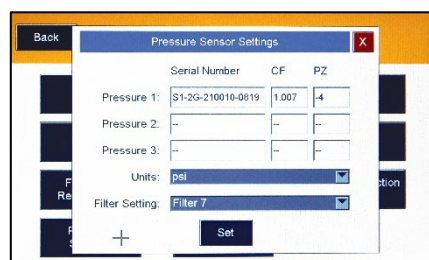 Back
Pressure Sensor Settings X
Serial Number CF PZ
Pressure 1: S1-2G-210010-0819 1.007 -4
Pressure 2: -- -- --
Pressure 3: -- -- --
Units: psi
Filter Setting: Filter 7
Set